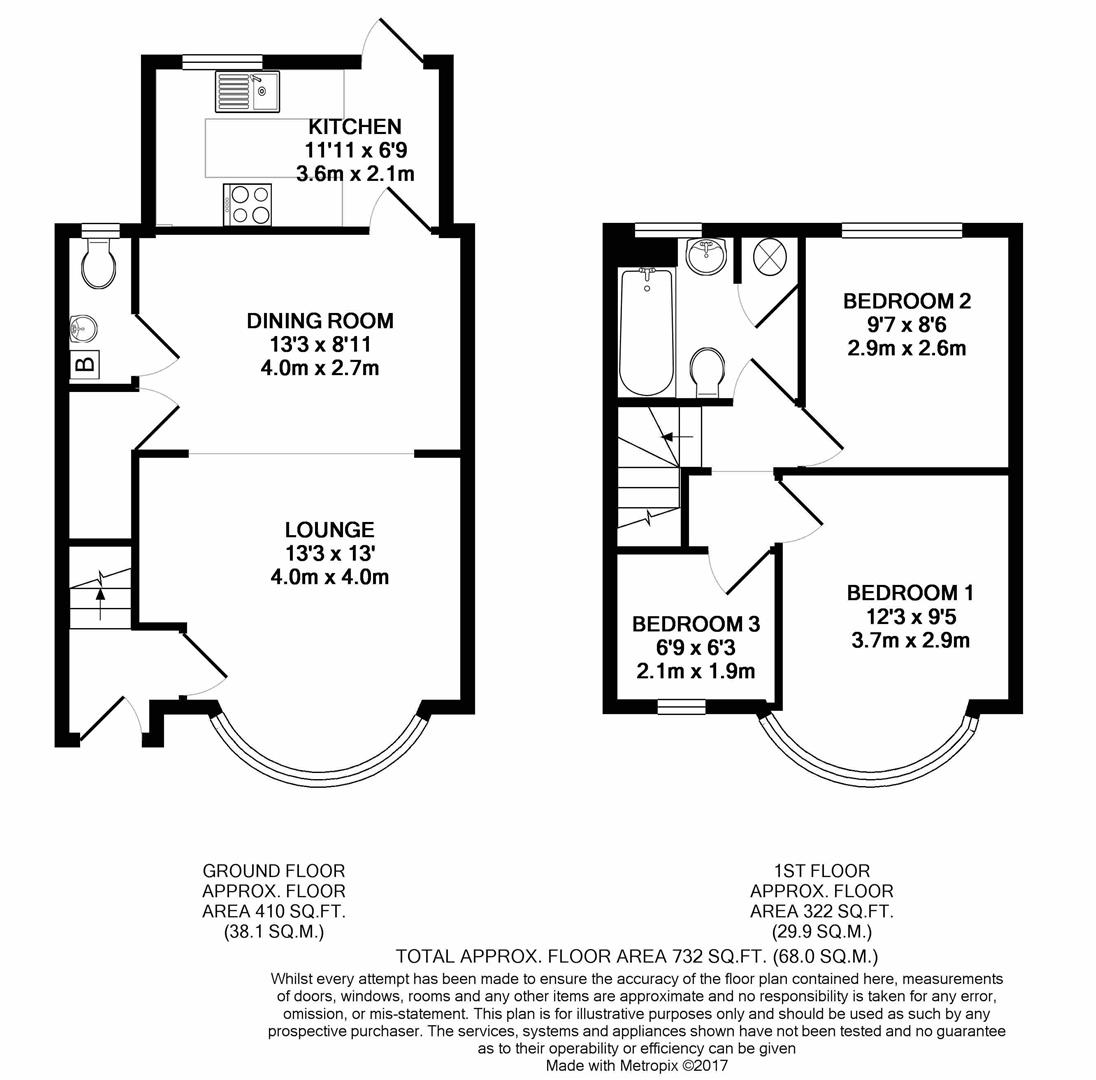 KITCHEN
11'11 x 6'9
3.6m x 2.1m
DINING ROOM
13'3 x 8'11
4.0m x 2.7m
B
LOUNGE
13'3 x 13'
4.0m x 4.0m
BEDROOM 2
9'7 x 8'6
2.9m x 2.6m
BEDROOM 1
12'3 x 9'5
3.7m x 2.9m
BEDROOM 3
6'9 x 6'3
2.1m x 1.9m
GROUND FLOOR
APPROX. FLOOR
AREA 410 SQ.FT.
(38.1 SQ.M.)
1ST FLOOR
APPROX. FLOOR
AREA 322 SQ.FT.
(29.9 SQ.M.)
TOTAL APPROX. FLOOR AREA 732 SQ.FT. (68.0 SQ.M.)
Whilst every attempt has been made to ensure the accuracy of the floor plan contained here, measurements
of doors, windows, rooms and any other items are approximate and no responsibility is taken for any error,
omission, or mis-statement. This plan is for illustrative purposes only and should be used as such by any
prospective purchaser. The services, systems and appliances shown have not been tested and no guarantee
as to their operability or efficiency can be given
Made with Metropix ©2017